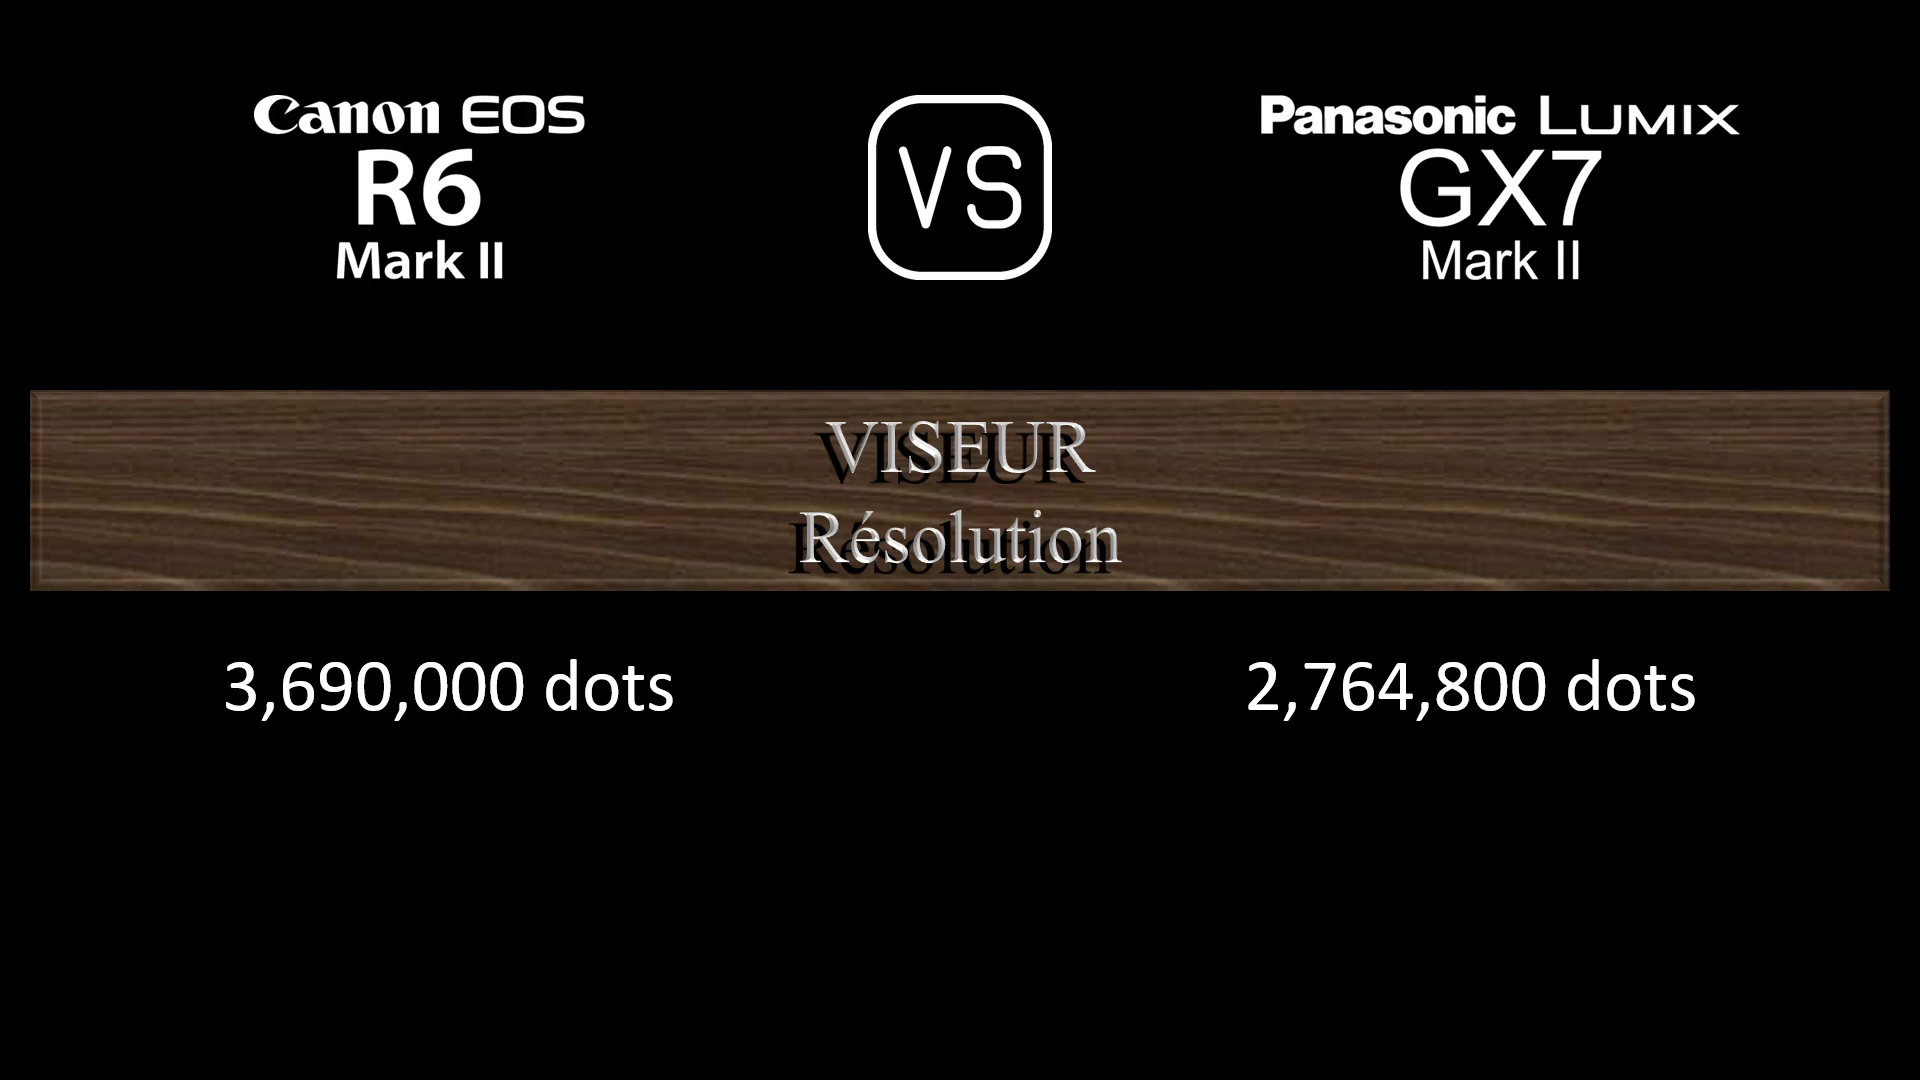 Canon EOS
R6
Mark II
VS
Panasonic LUMIX
GX7
Mark II
VISEUR
Résolution
3,690,000 dots
2,764,800 dots